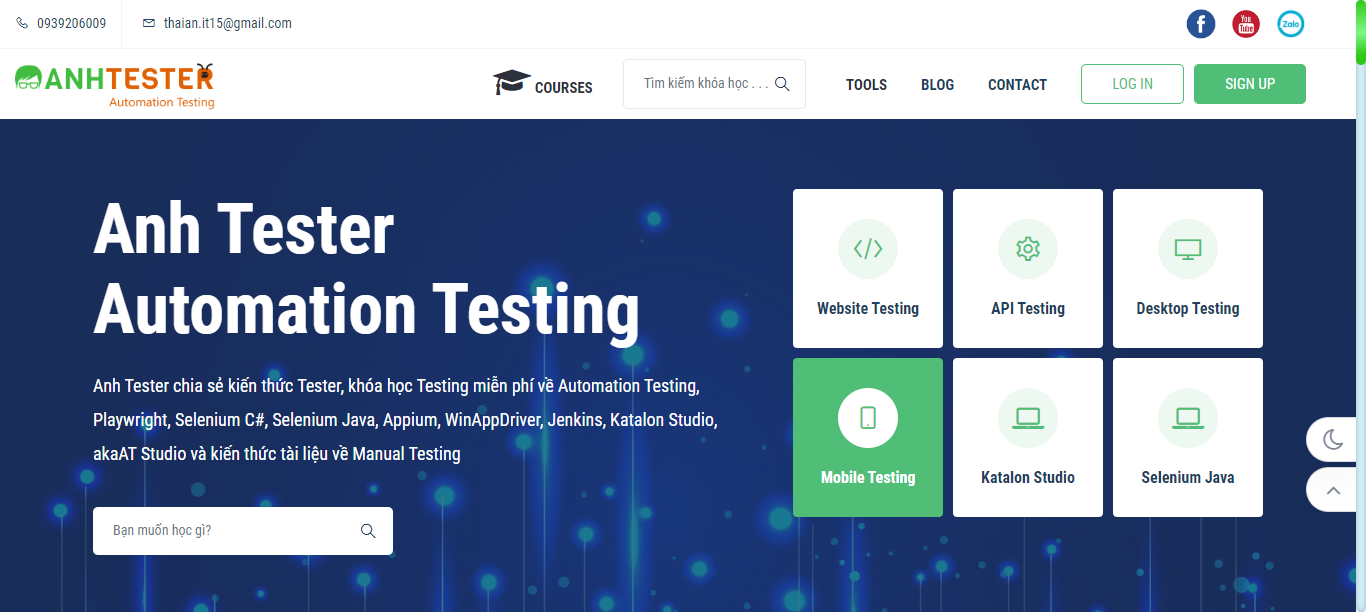 0939206009
thaian.it15@gmail.com
You Tube
Zalo
ANHTESTER
Automation Testing
COURSES
Tìm kiếm khóa học . . .
TOOLS
BLOG
CONTACT
LOG IN
SIGN UP
Anh Tester
Automation Testing
Anh Tester chia sẻ kiến thức Tester, khóa học Testing miễn phí về Automation Testing,
Playwright, Selenium C#, Selenium Java, Appium, WinAppDriver, Jenkins, Katalon Studio,
akaAT Studio và kiến thức tài liệu về Manual Testing
Bạn muốn học gì?
Website Testing
API Testing
Desktop Testing
Mobile Testing
Katalon Studio
Selenium Java